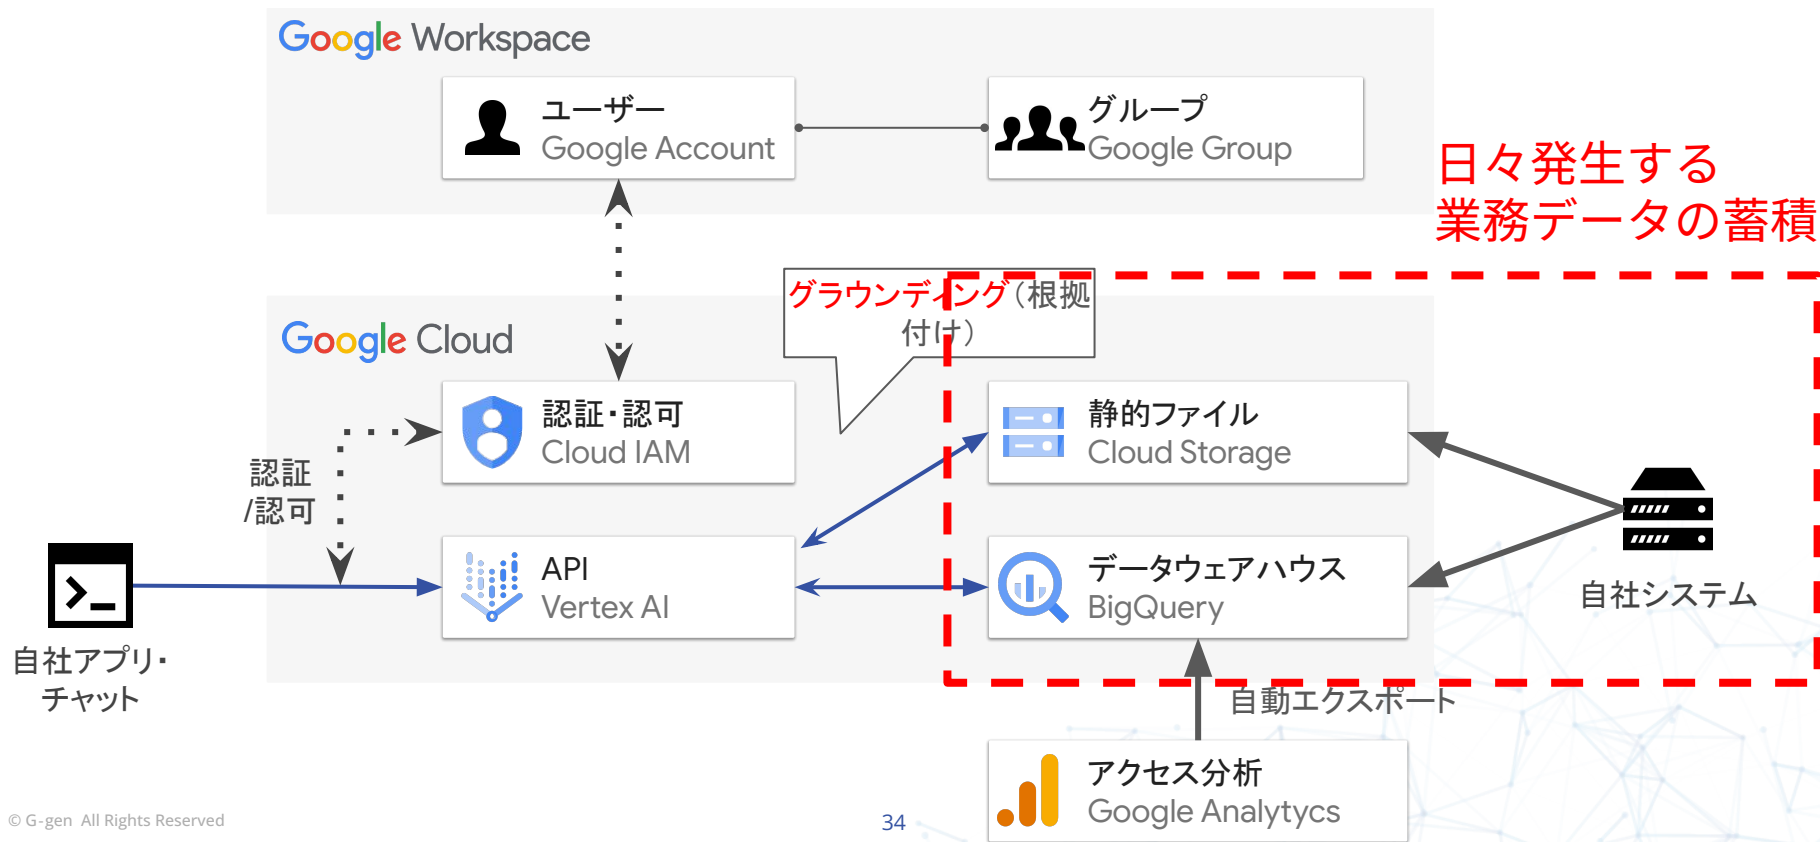 Google Workspace
ユーザー
Google Account
グループ
Google Group
日々発生する
業務データの蓄積
グラウンディング（根拠
付け）
Google Cloud
認証・認可
Cloud IAM
静的ファイル
Cloud Storage
認証
/認可
API
Vertex AI
データウェアハウス
BigQuery
自社システム
自社アプリ・
チャット
自動エクスポート
アクセス分析
Google Analytycs
© G-gen All Rights Reserved
34